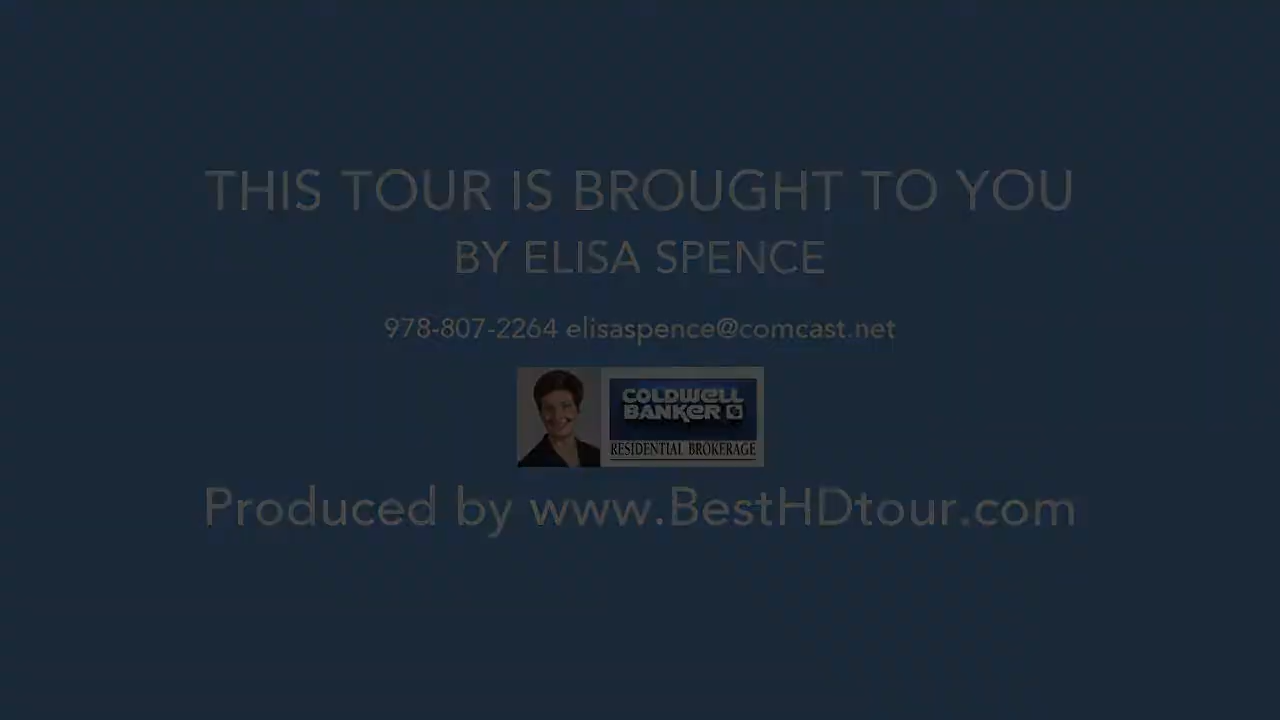 THIS TOUR IS BROUGHT TO YOU
BY ELISA SPENCE
978-807-2264 elisaspence@comcast.net
COLDWELL
BANKER
RESIDENTIAL BROKERAGE
Produced by www.BestHDtour.com